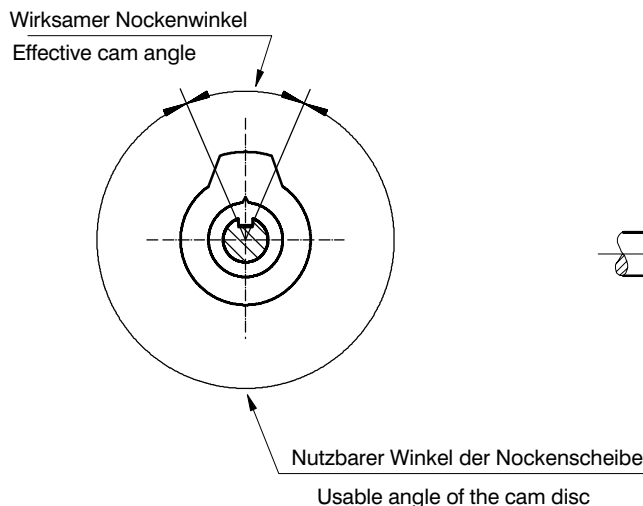 Wirksamer Nockenwinkel
Effective cam angle
Nutzbarer Winkel der Nockenscheibe
Usable angle of the cam disc